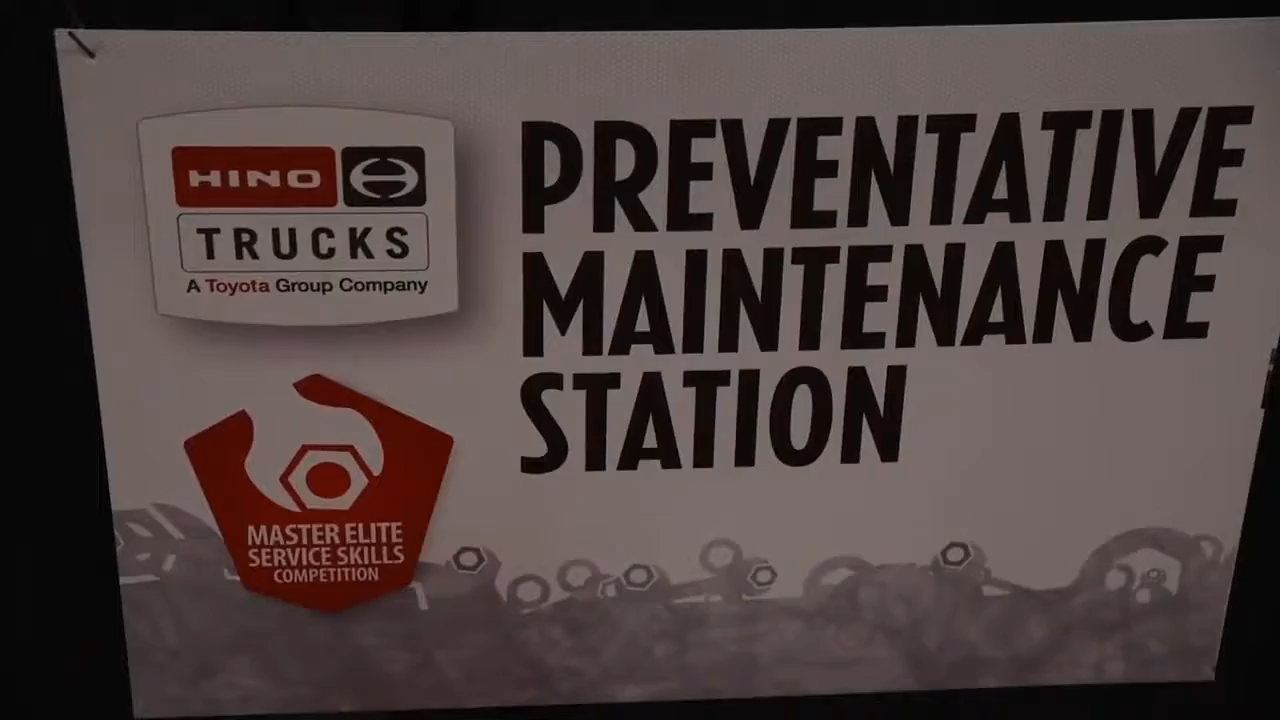 HINO
TRUCKS
A Toyota Group Company
PREVENTATIVE
MAINTENANCE
STATION
MASTER ELITE
SERVICE SKILLS
COMPETITION